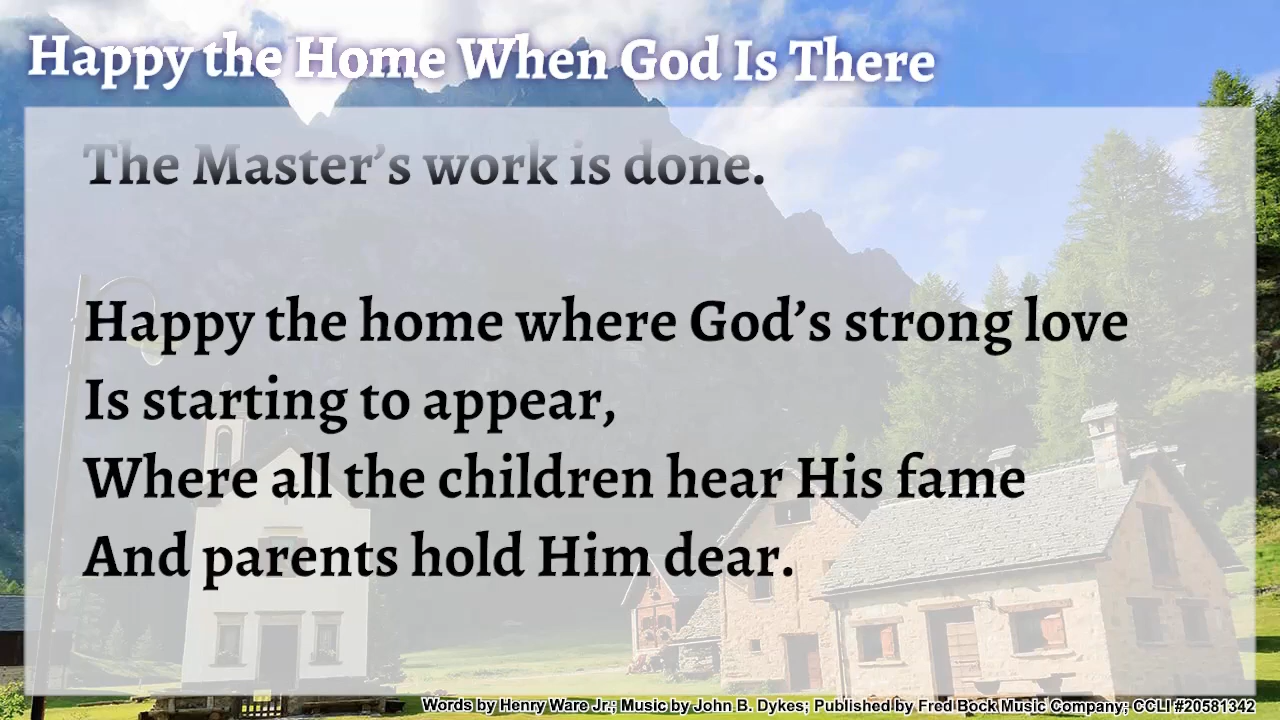 Happy the Home When God Is There
The Master’s work is done.
Happy the home where God’s strong love
Is starting to appear,
Where all the children hear His fame
And parents hold Him dear.
Words by Henry Ware Jr.; Music by John B. Dykes; Published by Fred Bock Music Company; CCLI #20581342